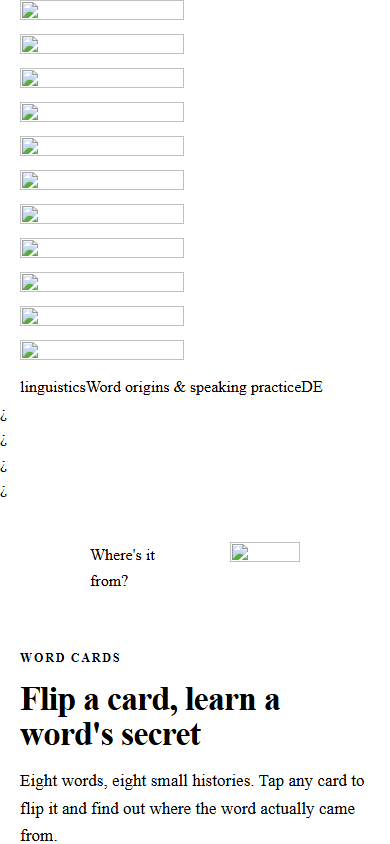 linguisticsWord origins & speaking practiceDE
¿
¿
¿
¿
Where's it
from?
WORD CARDS
Flip a card, learn a
word's secret
Eight words, eight small histories. Tap any card to
flip it and find out where the word actually came
from.